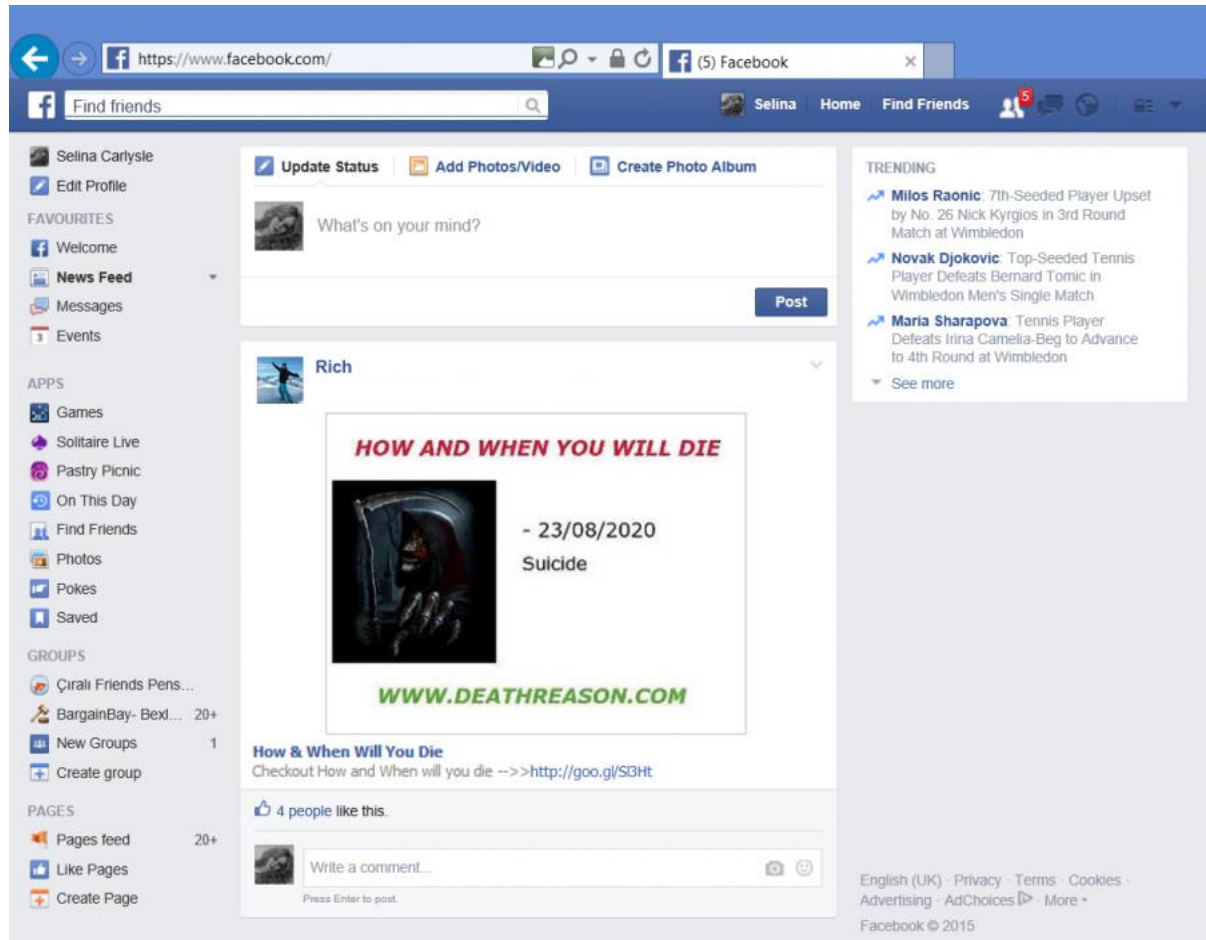 https://www.facebook.com/
(5) Facebook
Find friends
Selina Home Find Friends 5
Selina Carlysle
Edit Profile
FAVOURITES
Welcome
News Feed
Messages
3 Events
APPS
Games
Solitaire Live
Pastry Picnic
On This Day
Find Friends
Photos
Pokes
Saved
GROUPS
Çıralı Friends Pens...
BargainBay- Bexl... 20+
New Groups 1
Create group
PAGES
Pages feed 20+
Like Pages
Create Page
Update Status Add Photos/Video Create Photo Album
What's on your mind?
Post
Rich
HOW AND WHEN YOU WILL DIE
- 23/08/2020
Suicide
WWW.DEATHREASON.COM
How & When Will You Die
Checkout How and When will you die -->>http://goo.gl/Sl3Ht
4 people like this.
Write a comment...
Press Enter to post.
TRENDING
Milos Raonic: 7th-Seeded Player Upset
by No. 26 Nick Kyrgios in 3rd Round
Match at Wimbledon
Novak Djokovic: Top-Seeded Tennis
Player Defeats Bernard Tomic in
Wimbledon Men's Single Match
Maria Sharapova: Tennis Player
Defeats Irina Camelia-Beg to Advance
to 4th Round at Wimbledon
See more
English (UK) · Privacy · Terms · Cookies ·
Advertising · AdChoices · More
Facebook © 2015